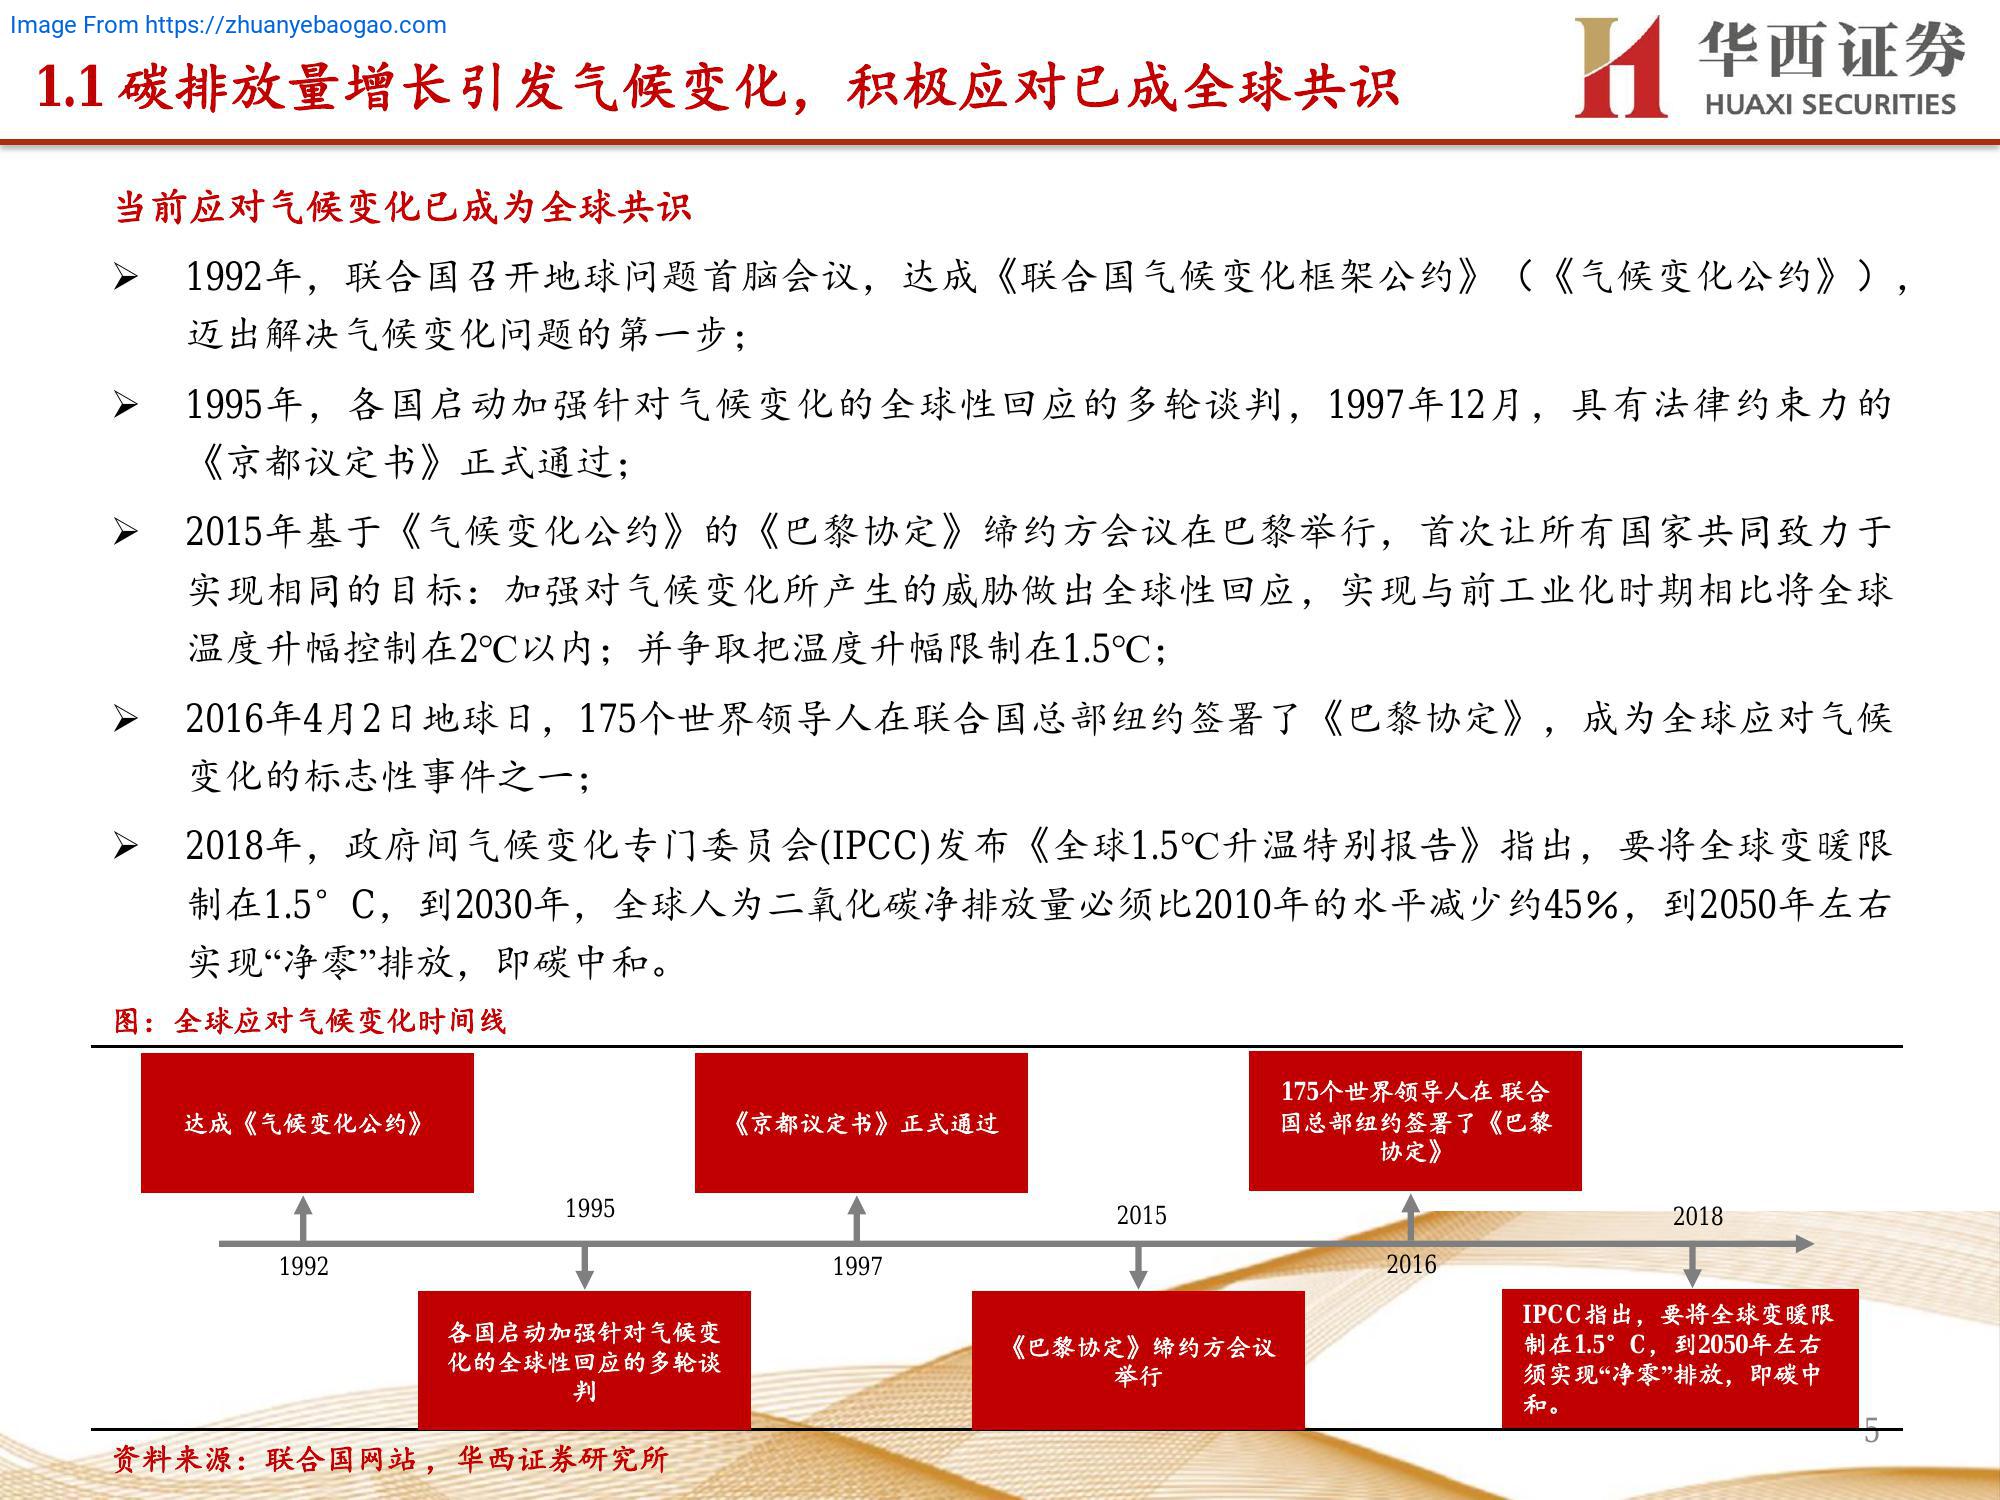 Image From https://zhuanyebaogao.com
1.1 碳排放量增长引发气候变化，积极应对已成全球共识
华西证券
HUAXI SECURITIES
当前应对气候变化已成为全球共识
➢ 1992年，联合国召开地球问题首脑会议，达成《联合国气候变化框架公约》（《气候变化公约》），
迈出解决气候变化问题的第一步；
➢ 1995年，各国启动加强针对气候变化的全球性回应的多轮谈判，1997年12月，具有法律约束力的
《京都议定书》正式通过；
➢ 2015年基于《气候变化公约》的《巴黎协定》缔约方会议在巴黎举行，首次让所有国家共同致力于
实现相同的目标：加强对气候变化所产生的威胁做出全球性回应，实现与前工业化时期相比将全球
温度升幅控制在2℃以内；并争取把温度升幅限制在1.5℃；
➢ 2016年4月2日地球日，175个世界领导人在联合国总部纽约签署了《巴黎协定》，成为全球应对气候
变化的标志性事件之一；
➢ 2018年，政府间气候变化专门委员会(IPCC)发布《全球1.5℃升温特别报告》指出，要将全球变暖限
制在1.5° C，到2030年，全球人为二氧化碳净排放量必须比2010年的水平减少约45%，到2050年左右
实现“净零”排放，即碳中和。
图：全球应对气候变化时间线
达成《气候变化公约》
《京都议定书》正式通过
175个世界领导人在 联合
国总部纽约签署了《巴黎
协定》
1995
2015
2018
1992
1997
2016
各国启动加强针对气候变
化的全球性回应的多轮谈
判
《巴黎协定》缔约方会议
举行
IPCC指出，要将全球变暖限
制在1.5° C，到2050年左右
须实现“净零”排放，即碳中
和。
5
资料来源：联合国网站，华西证券研究所